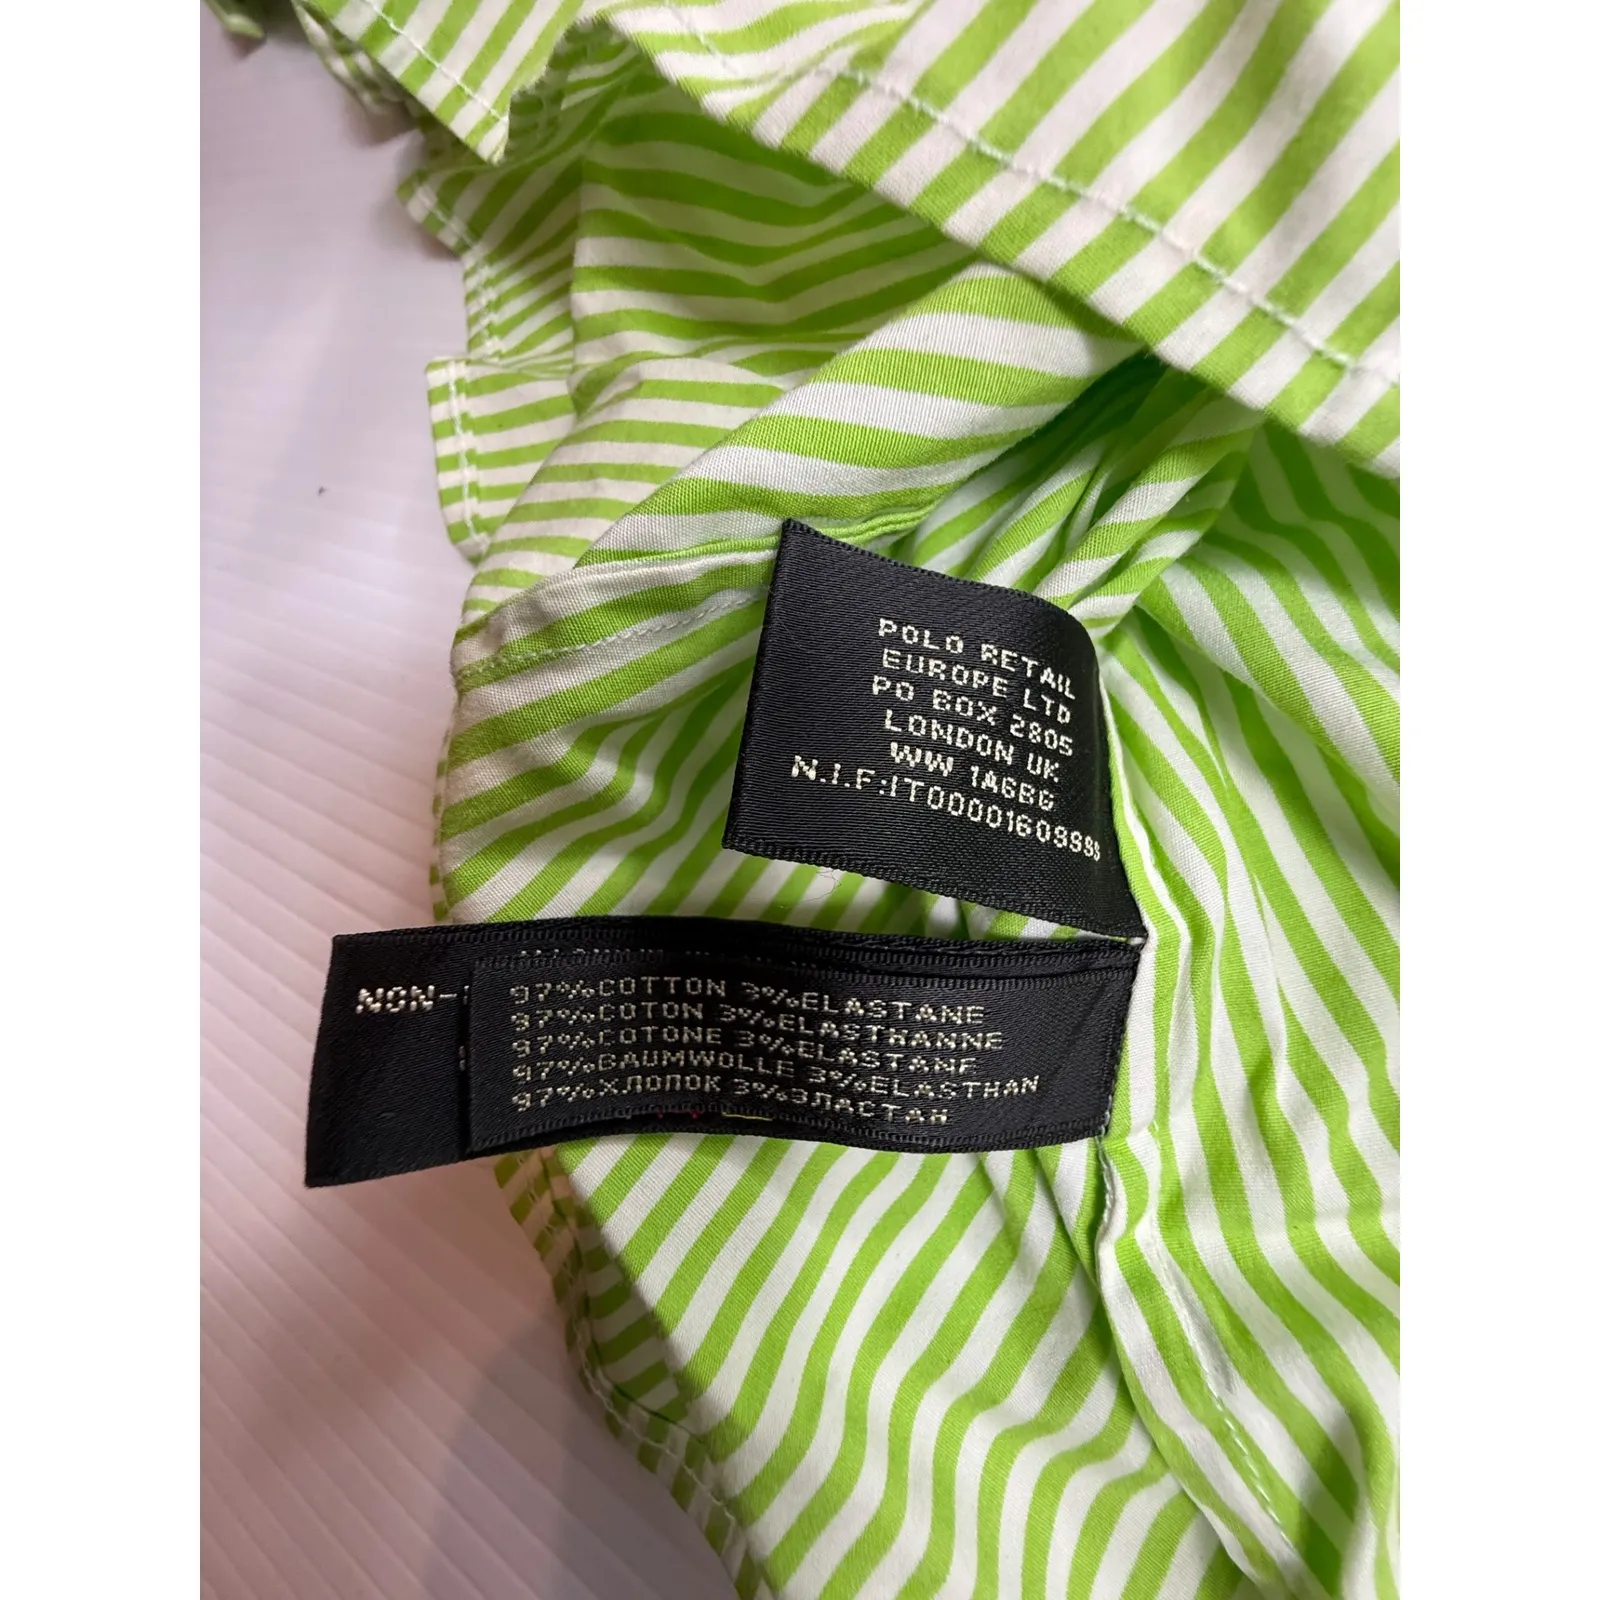 POLO RETAIL
EUROPE LTD
PO BOX 2805
LONDON UK
WW 1A6BG
N.I.F:IT00001609998
NON-
97%COTTON 3%ELASTANE
97%COTON 3%ELASTHANNE
97%COTONE 3%ELASTANE
97%BAUMWOLLE 3%ELASTHAN
97%ХЛОПОК 3%ЭЛАСТАН